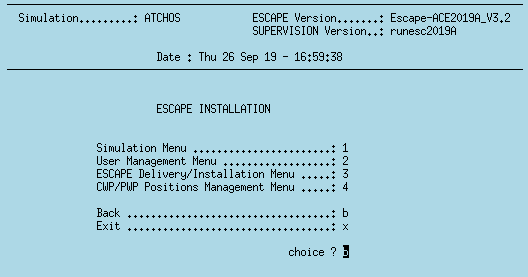 Simulation.........: ATCHOS ESCAPE Version.......: Escape-ACE2019A_V3.2
SUPERVISION Version..: runesc2019A
Date : Thu 26 Sep 19 - 16:59:38
ESCAPE INSTALLATION
Simulation Menu .......................: 1
User Management Menu ..................: 2
ESCAPE Delivery/Installation Menu .....: 3
CWP/PWP Positions Management Menu .....: 4
Back ..................................: b
Exit ..................................: x
choice ? b